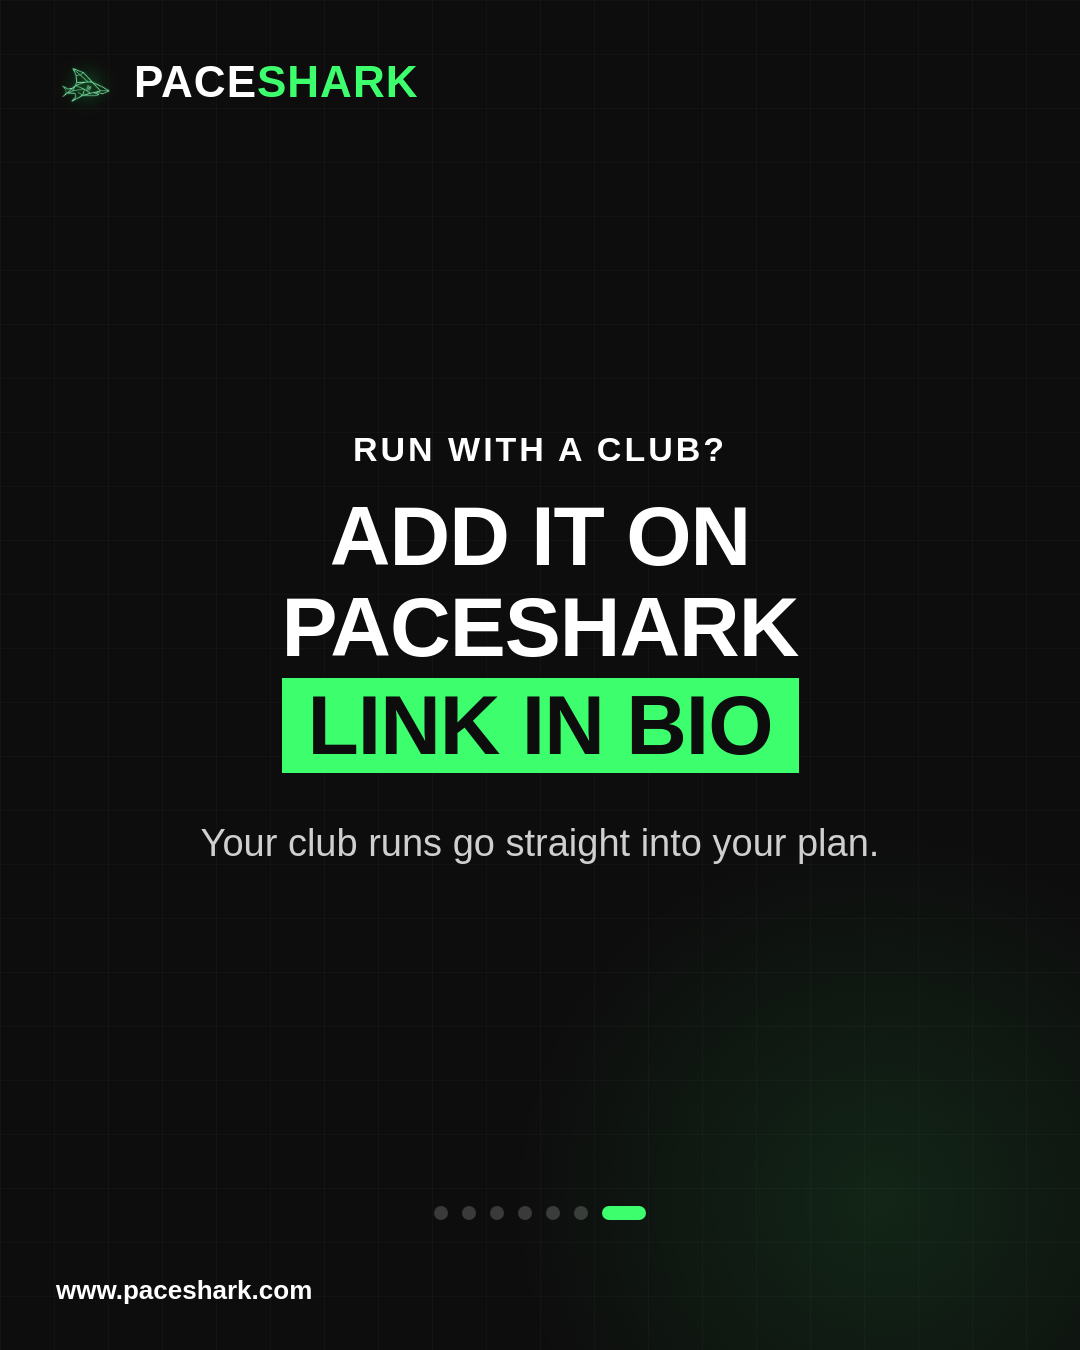 PACESHARK
RUN WITH A CLUB?
ADD IT ON
PACESHARK
LINK IN BIO
Your club runs go straight into your plan.
www.paceshark.com